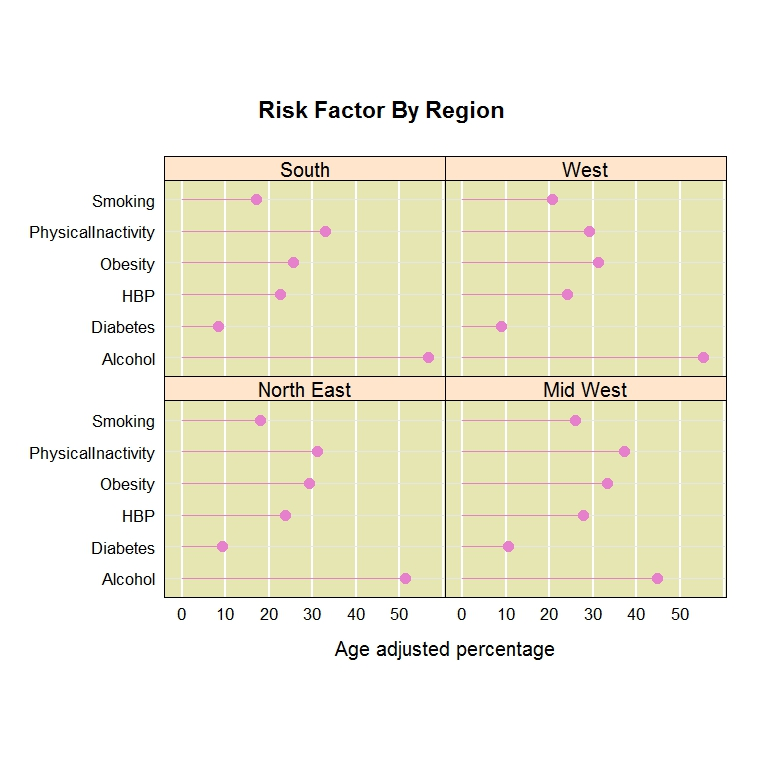 Risk Factor By Region
South
West
Smoking
PhysicalInactivity
Obesity
HBP
Diabetes
Alcohol
North East
Mid West
Smoking
PhysicalInactivity
Obesity
HBP
Diabetes
Alcohol
0 10 20 30 40 50 0 10 20 30 40 50
Age adjusted percentage